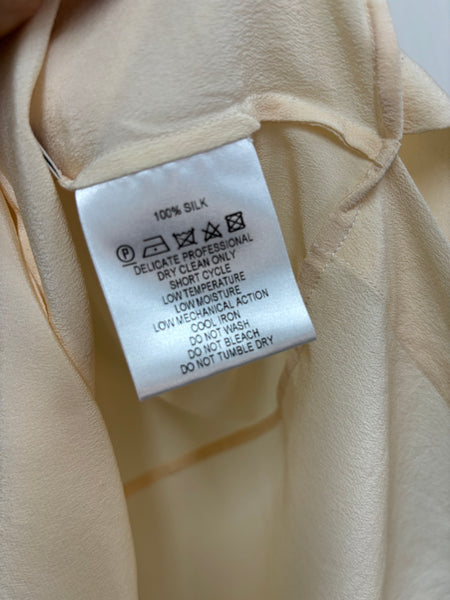 100% SILK
P
DELICATE PROFESSIONAL
DRY CLEAN ONLY
SHORT CYCLE
LOW TEMPERATURE
LOW MOISTURE
LOW MECHANICAL ACTION
COOL IRON
DO NOT WASH
DO NOT BLEACH
DO NOT TUMBLE DRY